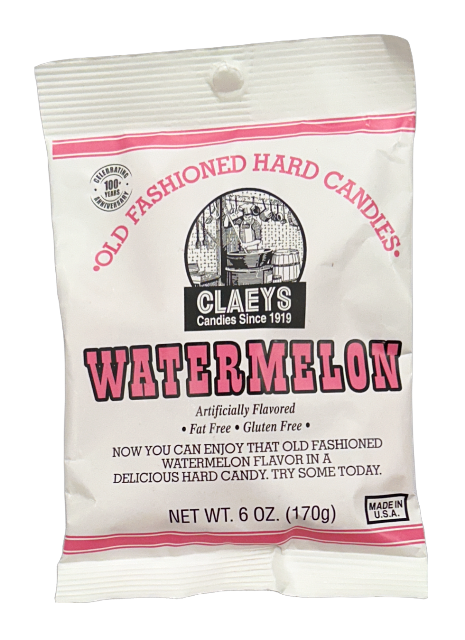 CELEBRATING
100+
YEARS
ANNIVERSARY
•OLD FASHIONED HARD CANDIES•
CLAEYS
Candies Since 1919
WATERMELON
Artificially Flavored
• Fat Free • Gluten Free •
NOW YOU CAN ENJOY THAT OLD FASHIONED
WATERMELON FLAVOR IN A
DELICIOUS HARD CANDY. TRY SOME TODAY.
NET WT. 6 OZ. (170g)
MADE IN
U.S.A.